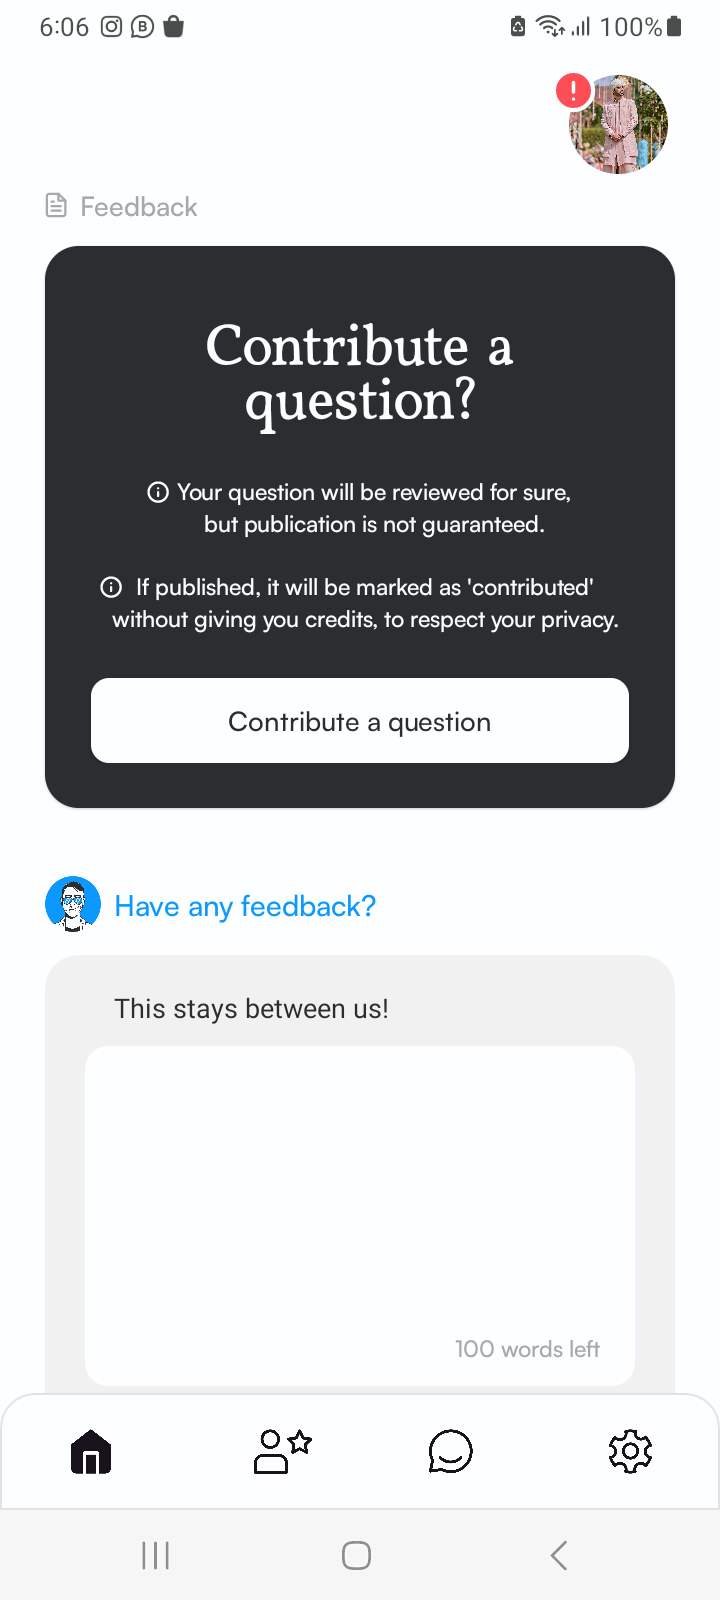 6:06
100%
Feedback
Contribute a
question?
Your question will be reviewed for sure,
but publication is not guaranteed.
If published, it will be marked as 'contributed'
without giving you credits, to respect your privacy.
Contribute a question
Have any feedback?
This stays between us!
100 words left